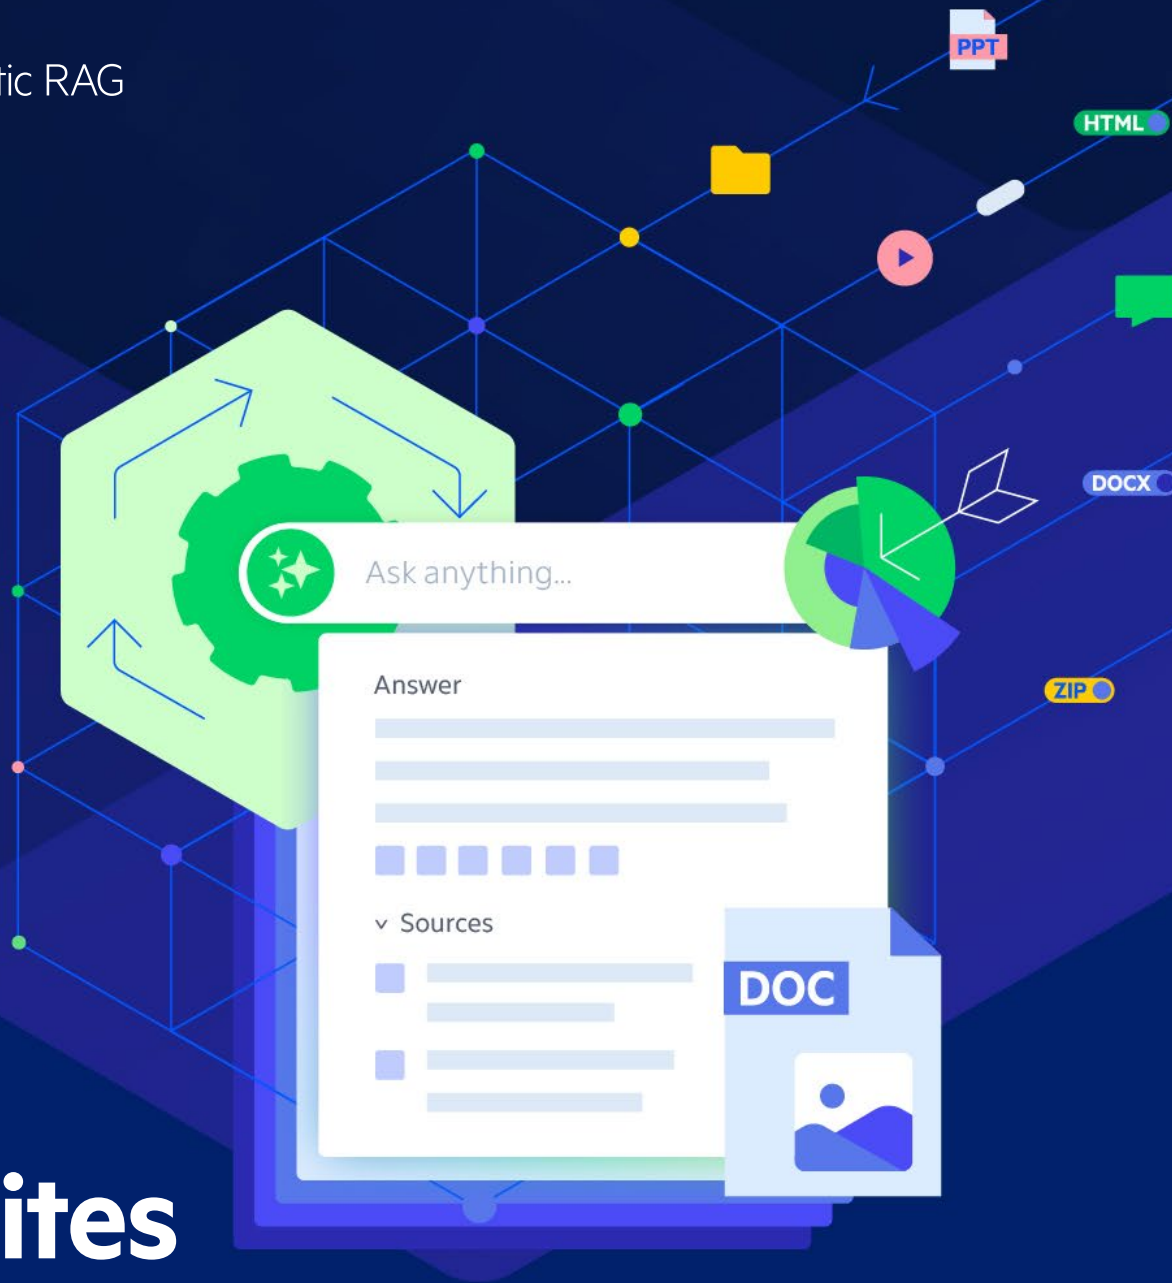 tic RAG
PPT
HTML
DOCX
Ask anything...
Answer
ZIP
Sources
DOC
ites